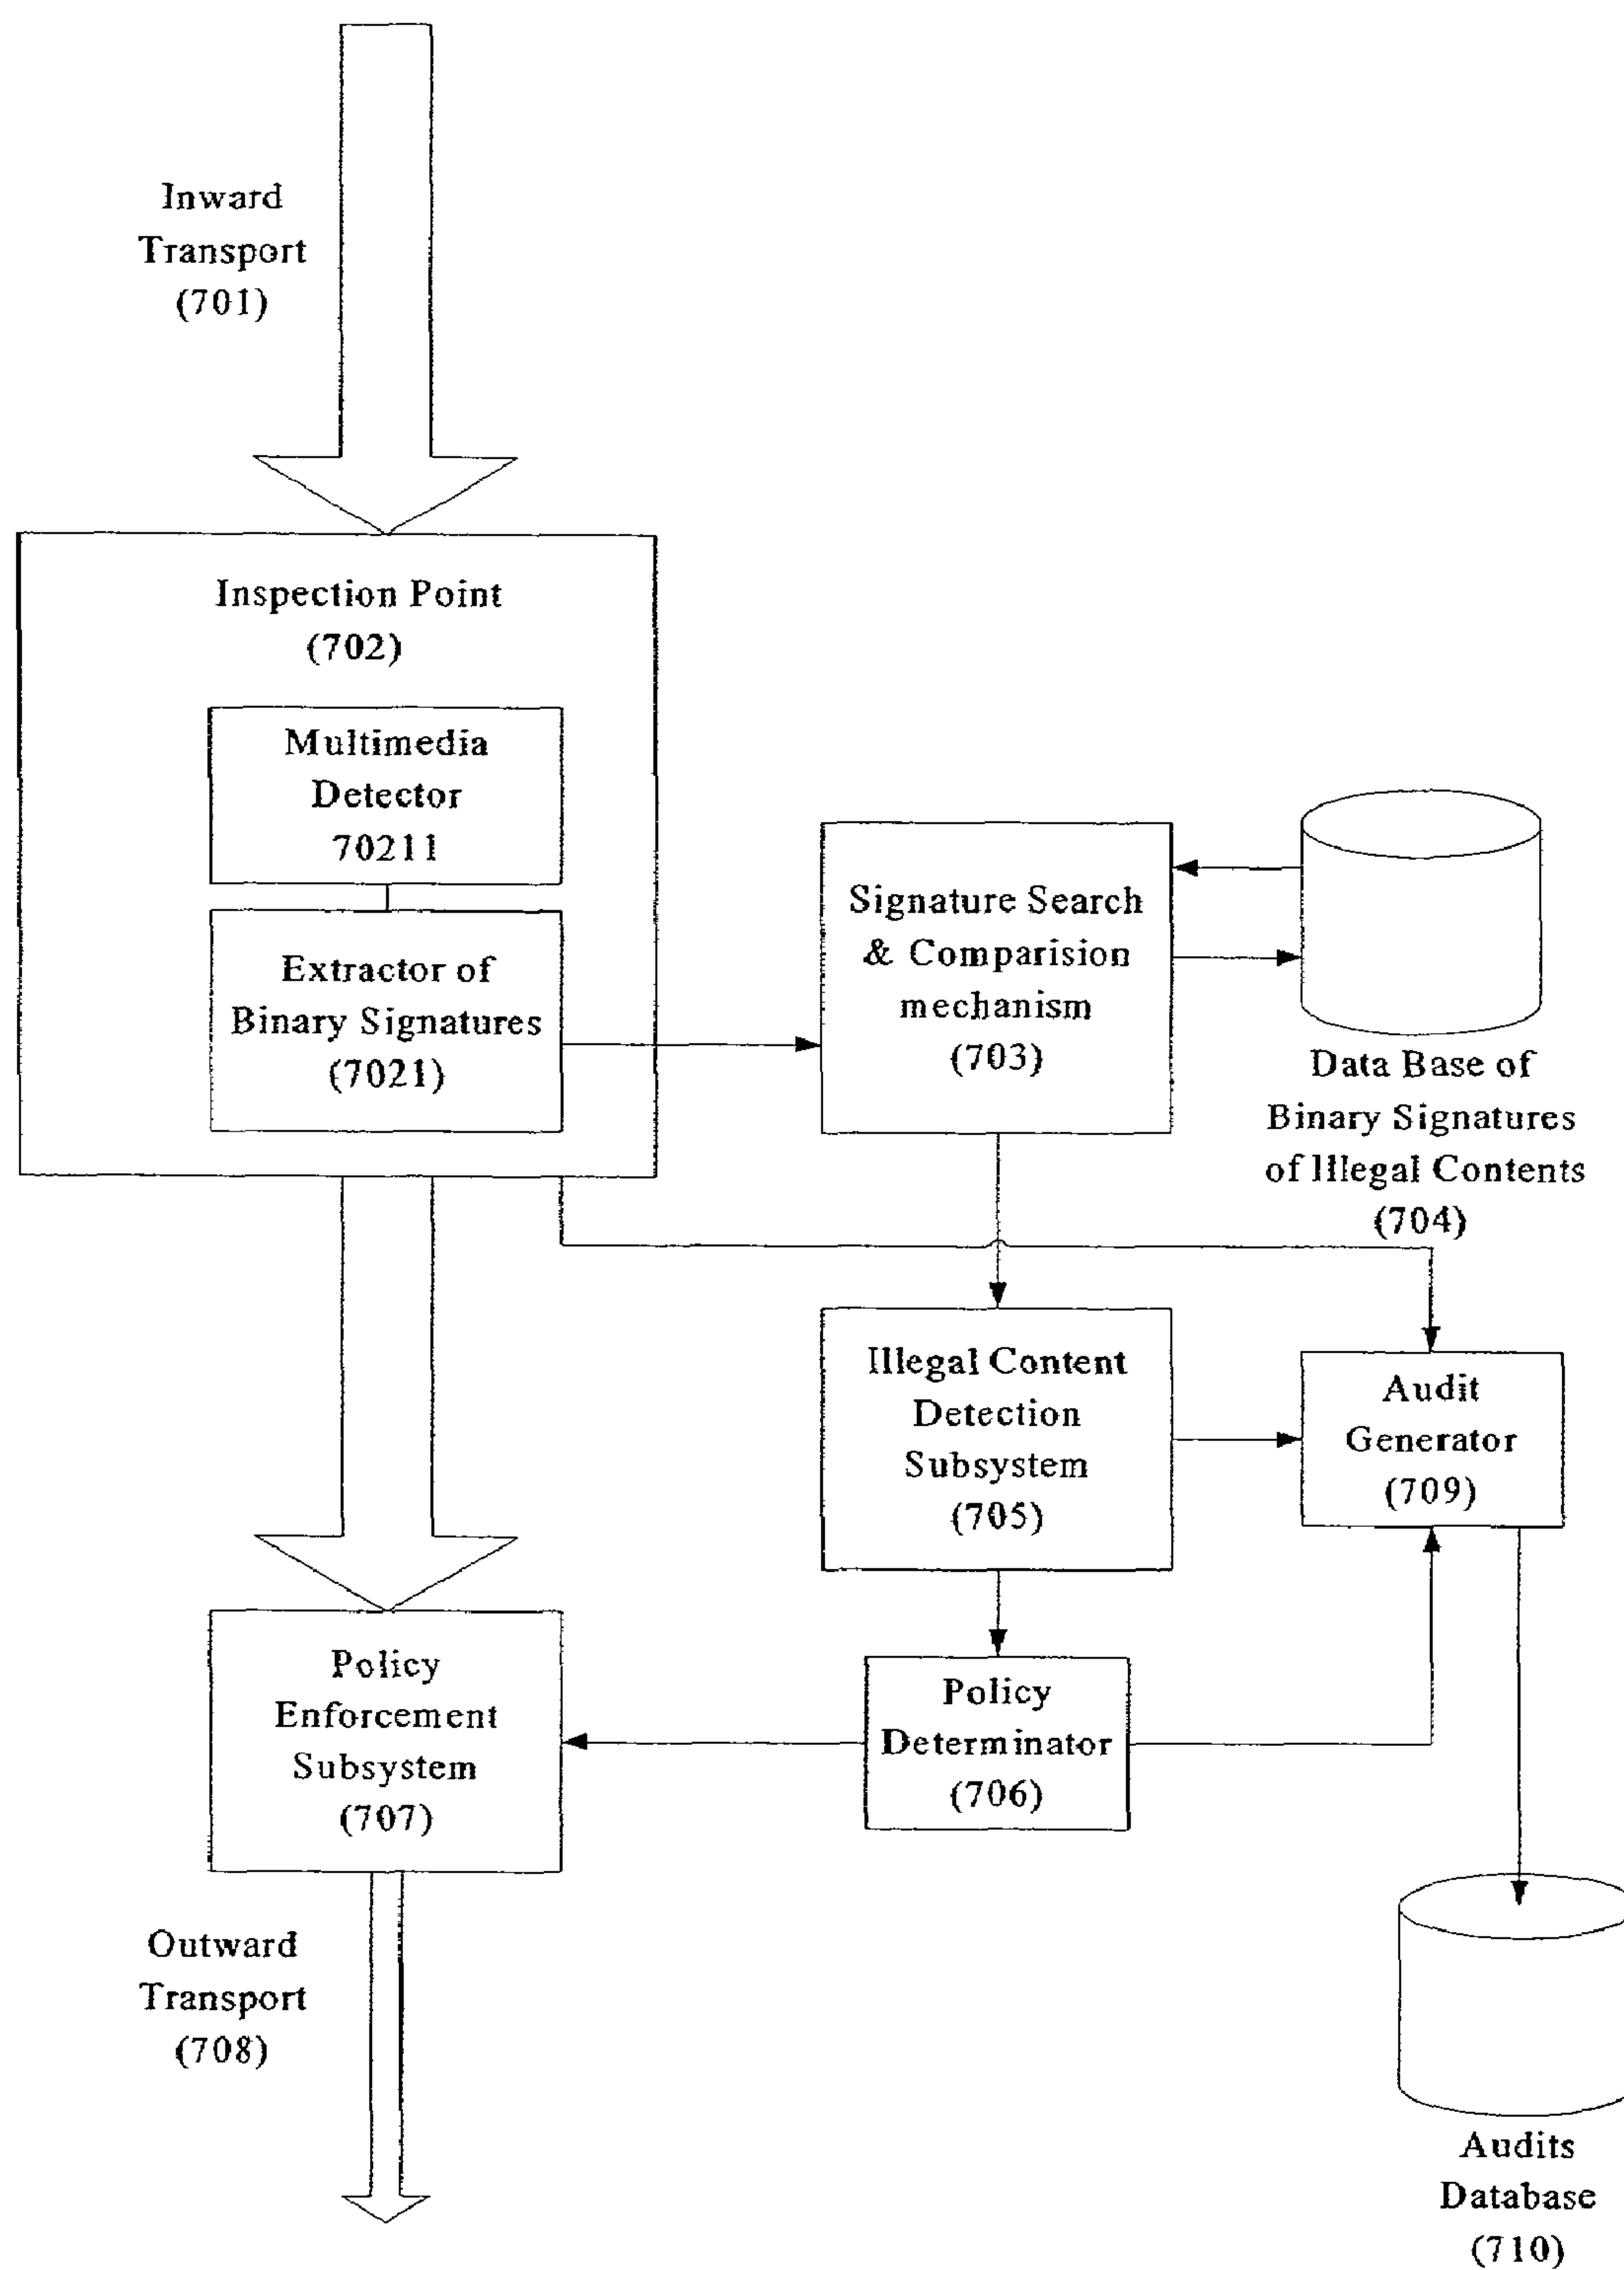 Inward
Transport
(701)
Inspection Point
(702)
Multimedia
Detector
70211
Extractor of
Binary Signatures
(7021)
Signature Search
& Comparision
mechanism
(703)
Data Base of
Binary Signatures
of Illegal Contents
(704)
Illegal Content
Detection
Subsystem
(705)
Audit
Generator
(709)
Policy
Enforcement
Subsystem
(707)
Policy
Determinator
(706)
Outward
Transport
(708)
Audits
Database
(710)